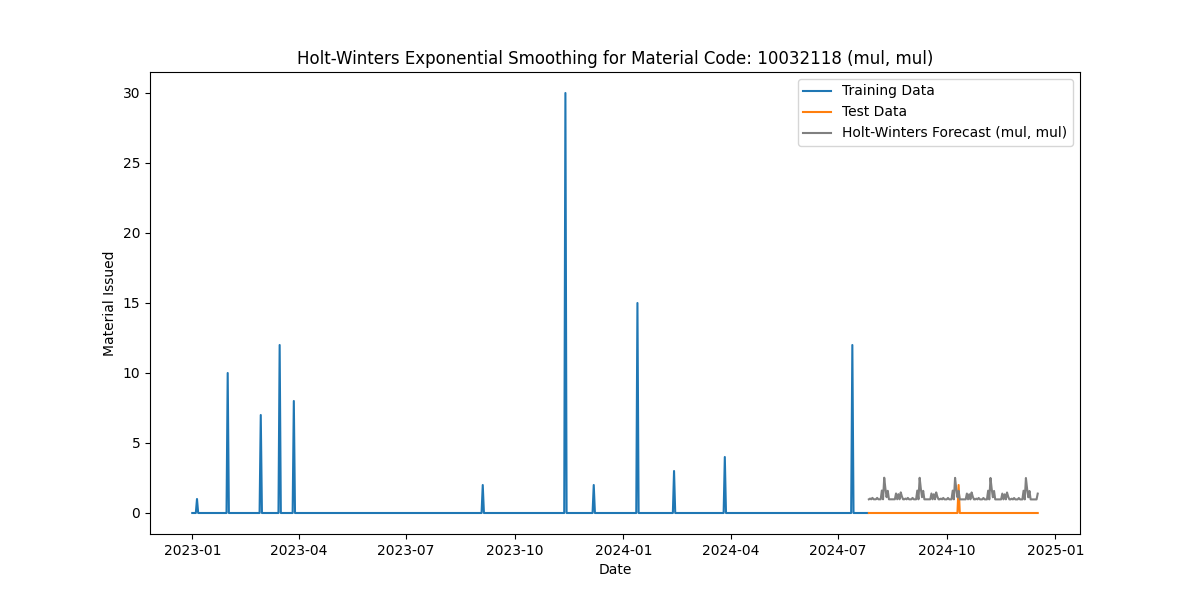 Holt-Winters Exponential Smoothing for Material Code: 10032118 (mul, mul)
Training Data
Test Data
Holt-Winters Forecast (mul, mul)
Material Issued
30
25
20
15
10
5
0
2023-01 2023-04 2023-07 2023-10 2024-01 2024-04 2024-07 2024-10 2025-01
Date